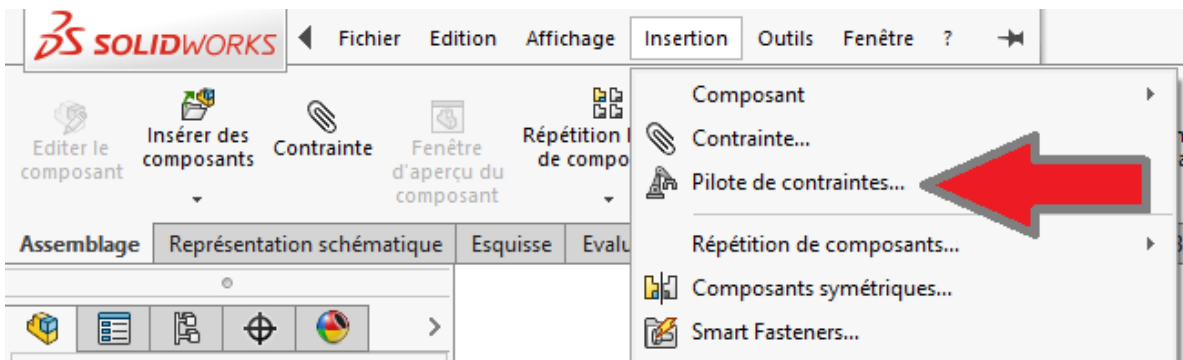 SOLIDWORKS Fichier Edition Affichage Insertion Outils Fenêtre ?
Editer le
composant
Insérer des
composants
Contrainte
Fenêtre
d'aperçu du
composant
Répétition
de compo
Composant
Contrainte...
Pilote de contraintes...
Répétition de composants...
Composants symétriques...
Smart Fasteners...
Assemblage Représentation schématique Esquisse Evalu